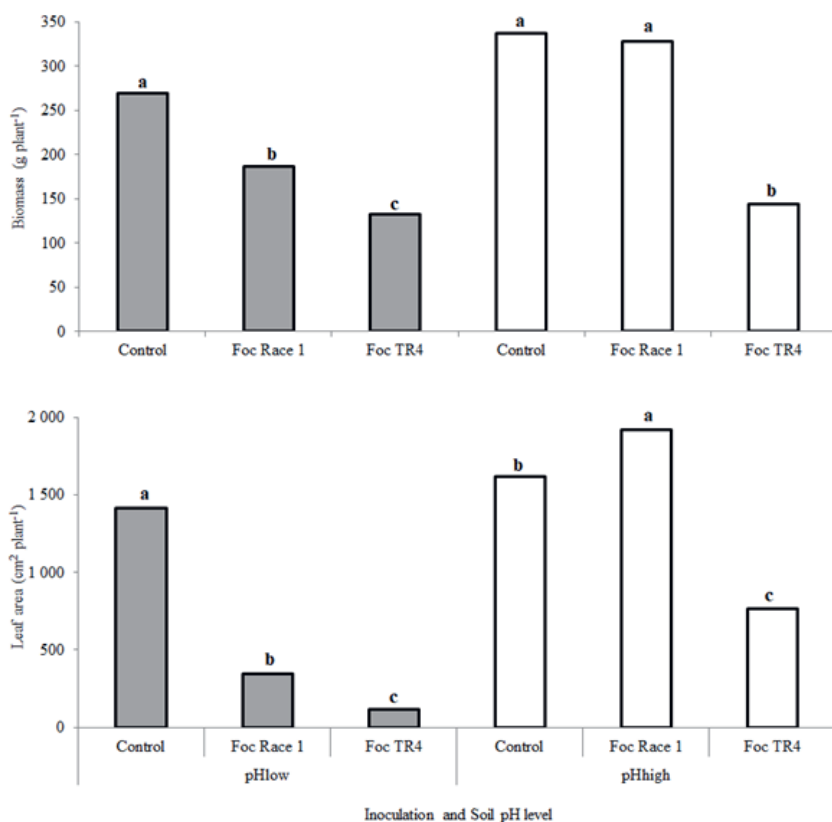 Biomass (g plant-1)
350
300
250
200
150
100
50
0
a
b
c
a
a
b
Control Foc Race 1 Foc TR4 Control Foc Race 1 Foc TR4
Leaf area (cm2 plant-1)
2 000
1 500
1 000
500
0
a
b
c
b
a
c
Control Foc Race 1 Foc TR4 Control Foc Race 1 Foc TR4
pHlow pHhigh
Inoculation and Soil pH level